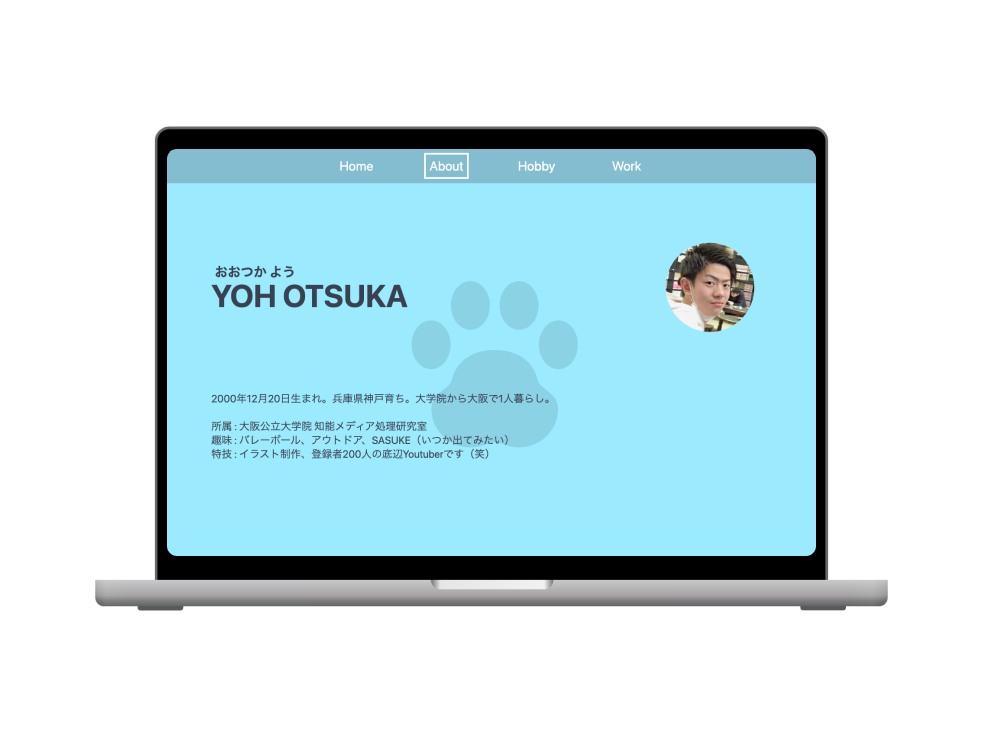 Home About Hobby Work
おおつか よう
YOH OTSUKA
2000年12月20日生まれ。兵庫県神戸育ち。大学院から大阪で1人暮らし。
所属 : 大阪公立大学院 知能メディア処理研究室
趣味 : バレーボール、アウトドア、SASUKE（いつか出てみたい）
特技 : イラスト制作、登録者200人の底辺Youtuberです（笑）